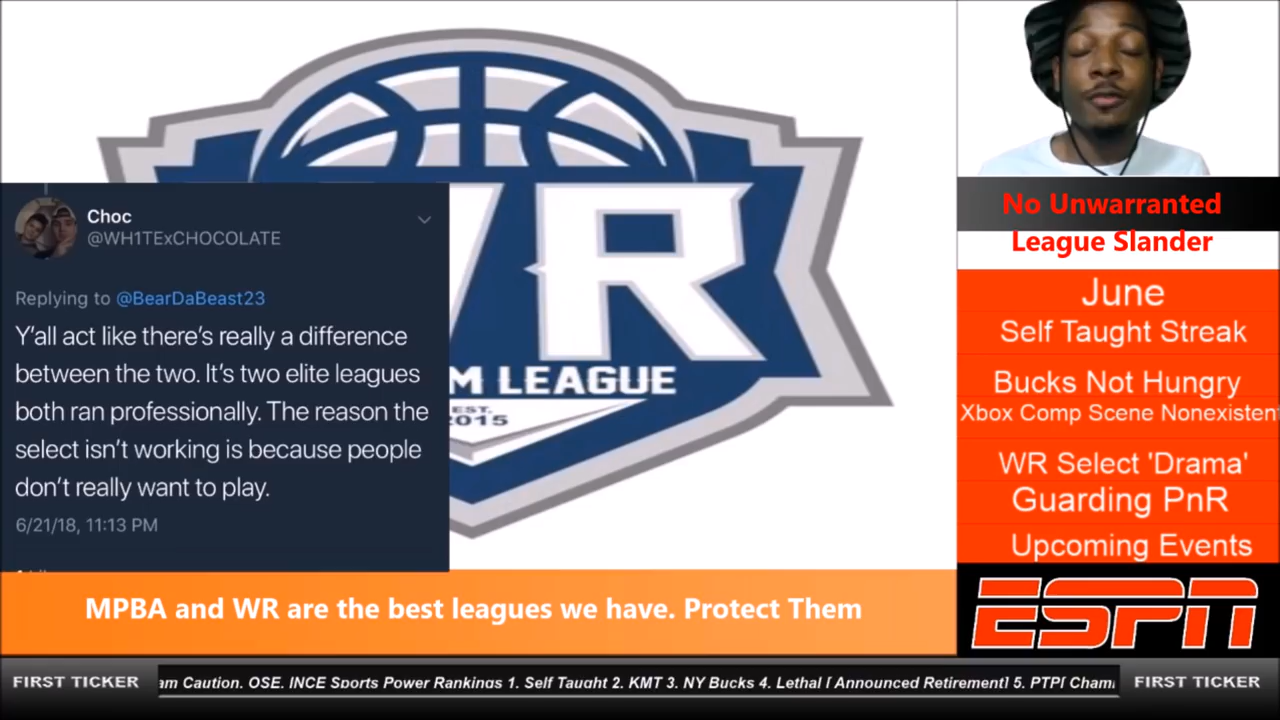 Choc
@WH1TExCHOCOLATE
Replying to @BearDaBeast23
Y'all act like there's really a difference
between the two. It's two elite leagues
both ran professionally. The reason the
select isn't working is because people
don't really want to play.
6/21/18, 11:13 PM
R
LEAGUE
EST.
2015
No Unwarranted
League Slander
June
Self Taught Streak
Bucks Not Hungry
Xbox Comp Scene Nonexisten
WR Select 'Drama'
Guarding PnR
Upcoming Events
MPBA and WR are the best leagues we have. Protect Them
ESPN
FIRST TICKER
am Caution. OSE. INCE Sports Power Rankings 1. Self Taught 2. KMT 3. NY Bucks 4. Lethal [ Announced Retirement] 5. PTP[ Cham
FIRST TICKER